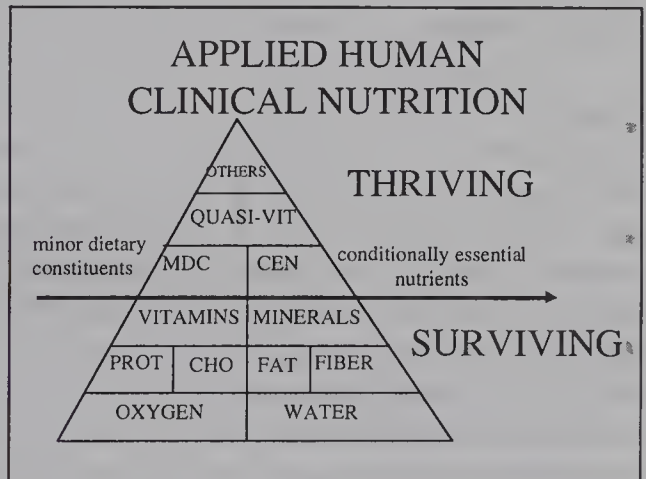 APPLIED HUMAN
CLINICAL NUTRITION
OTHERS
THRIVING
QUASI-VIT
minor dietary
constituents
MDC CEN
conditionally essential
nutrients
VITAMINS MINERALS
SURVIVING
PROT CHO FAT FIBER
OXYGEN WATER